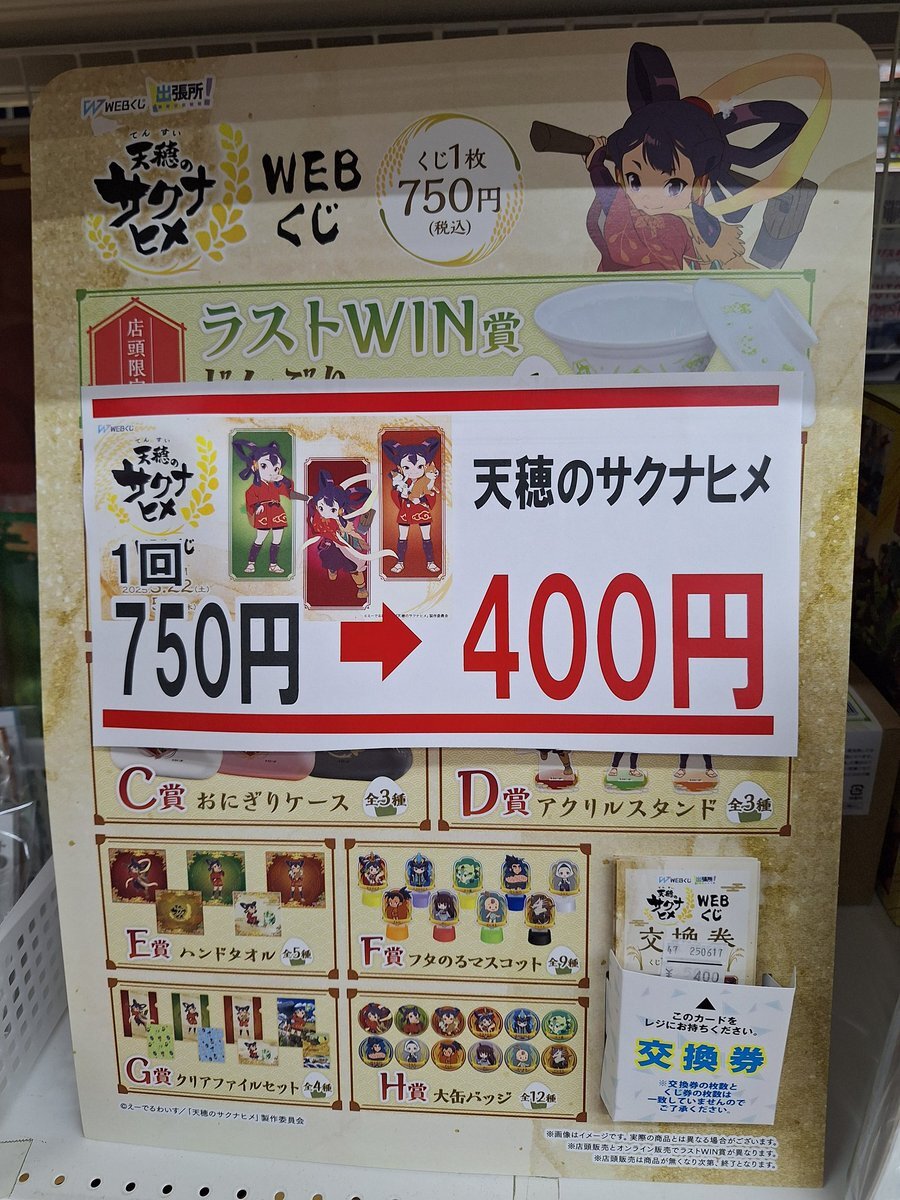 WEBくじ 出張所!
てんすい
天穂の
サクナ
ヒメ
WEB
くじ
くじ1枚
750円
(税込)
店頭限定
ラストWIN賞
WEBくじ
てんすい
天穂の
サクナ
ヒメ
天穂のサクナヒメ
1回
750円
400円
C賞 おにぎりケース 全3種
D賞 アクリルスタンド 全3種
E賞 ハンドタオル 全5種
F賞 フタのるマスコット 全9種
G賞 クリアファイルセット 全4種
H賞 大缶バッジ 全12種
WEBくじ 出張所!
天穂の
サクナ
ヒメ
WEB
くじ
交換券
250617
400
このカードを
レジにお持ちください。
交換券
※交換券の枚数と
くじ券の枚数は
一致していませんので
ご了承ください。
©えーでるわいす/「天穂のサクナヒメ」製作委員会
※画像はイメージです。実際の商品とは異なる場合がございます。
※店頭販売とオンライン販売でラストWIN賞が異なります。
※店頭販売は商品が無くなり次第、終了となります。